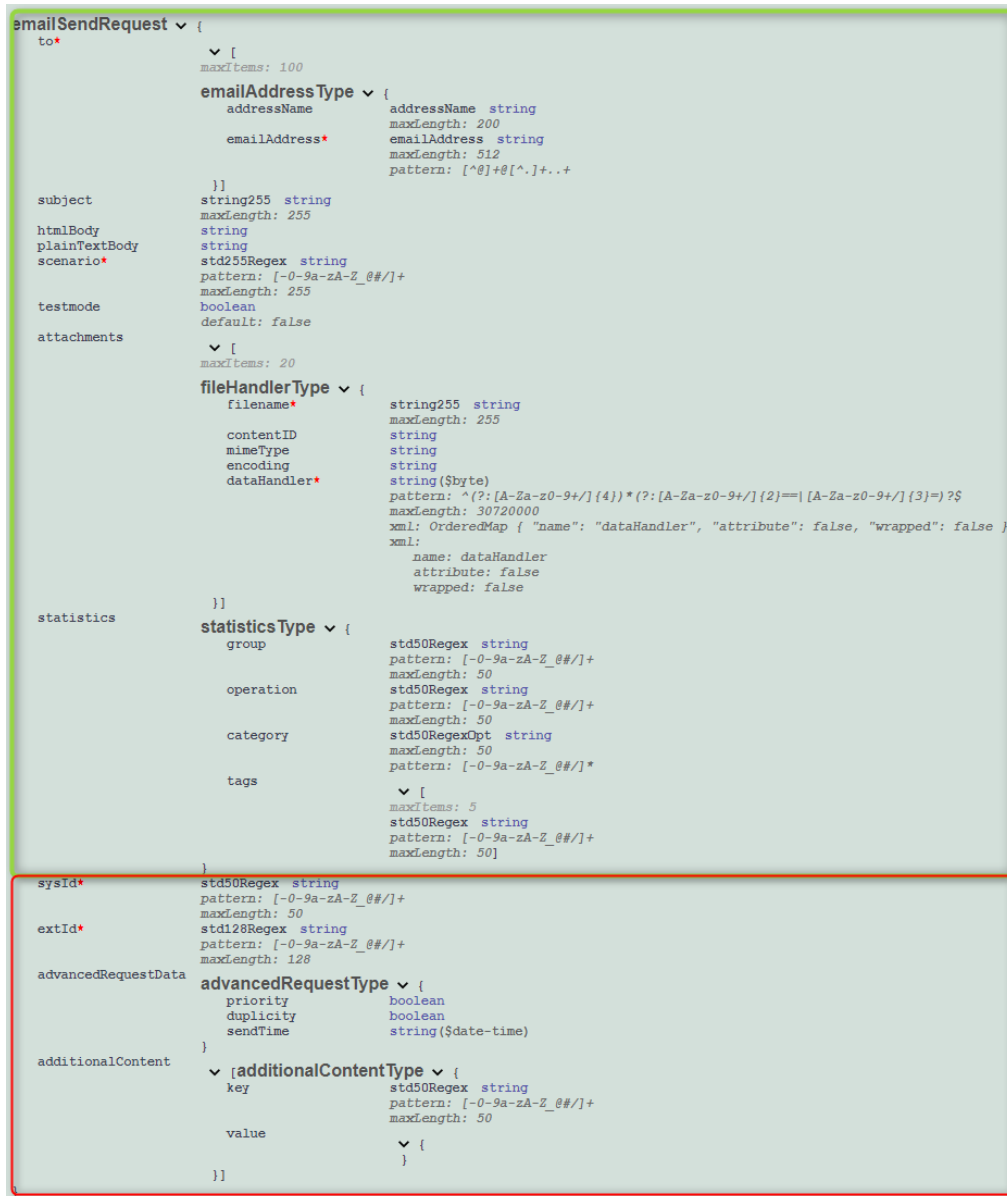 emailSendRequest {
to*
[
maxItems: 100
emailAddressType {
addressName addressName string
maxLength: 200
emailAddress* emailAddress string
maxLength: 512
pattern: [^@]+@[^.]+..+
}]
subject string255 string
maxLength: 255
htmlBody string
plainTextBody string
scenario* std255Regex string
pattern: [-0-9a-zA-Z_@#/]+
maxLength: 255
testmode boolean
default: false
attachments
[
maxItems: 20
fileHandlerType {
filename* string255 string
maxLength: 255
contentID string
mimeType string
encoding string
dataHandler* string($byte)
pattern: ^(?:[A-Za-z0-9+/]{4})*(?:[A-Za-z0-9+/]{2}==|[A-Za-z0-9+/]{3}=)?$
maxLength: 30720000
xml: OrderedMap { "name": "dataHandler", "attribute": false, "wrapped": false }
xml:
name: dataHandler
attribute: false
wrapped: false
}]
statistics
statisticsType {
group std50Regex string
pattern: [-0-9a-zA-Z_@#/]+
maxLength: 50
operation std50Regex string
pattern: [-0-9a-zA-Z_@#/]+
maxLength: 50
category std50RegexOpt string
maxLength: 50
pattern: [-0-9a-zA-Z_@#/]*
tags
[
maxItems: 5
std50Regex string
pattern: [-0-9a-zA-Z_@#/]+
maxLength: 50]
}
sysId* std50Regex string
pattern: [-0-9a-zA-Z_@#/]+
maxLength: 50
extId* std128Regex string
pattern: [-0-9a-zA-Z_@#/]+
maxLength: 128
advancedRequestData
advancedRequestType {
priority boolean
duplicity boolean
sendTime string($date-time)
}
additionalContent
[additionalContentType {
key std50Regex string
pattern: [-0-9a-zA-Z_@#/]+
maxLength: 50
value
{
}
}]
}